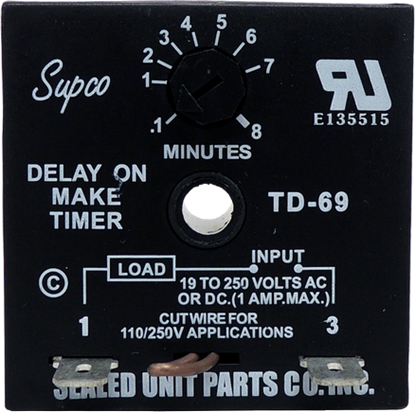 Supco
.1 1 2 3 4 5 6 7 8
MINUTES
E135515
DELAY ON
MAKE
TIMER
TD-69
INPUT
LOAD
©
19 TO 250 VOLTS AC
OR DC.(1 AMP.MAX.)
1
3
CUT WIRE FOR
110/250V APPLICATIONS
SEALED UNIT PARTS CO. INC.